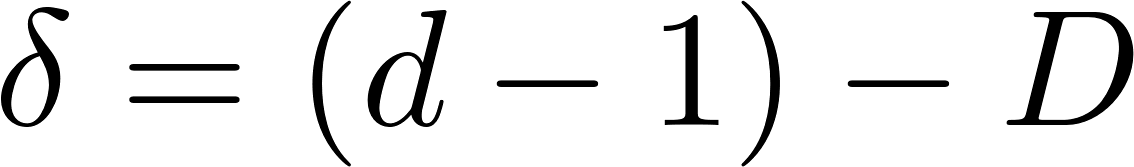 δ = (d − 1) − D